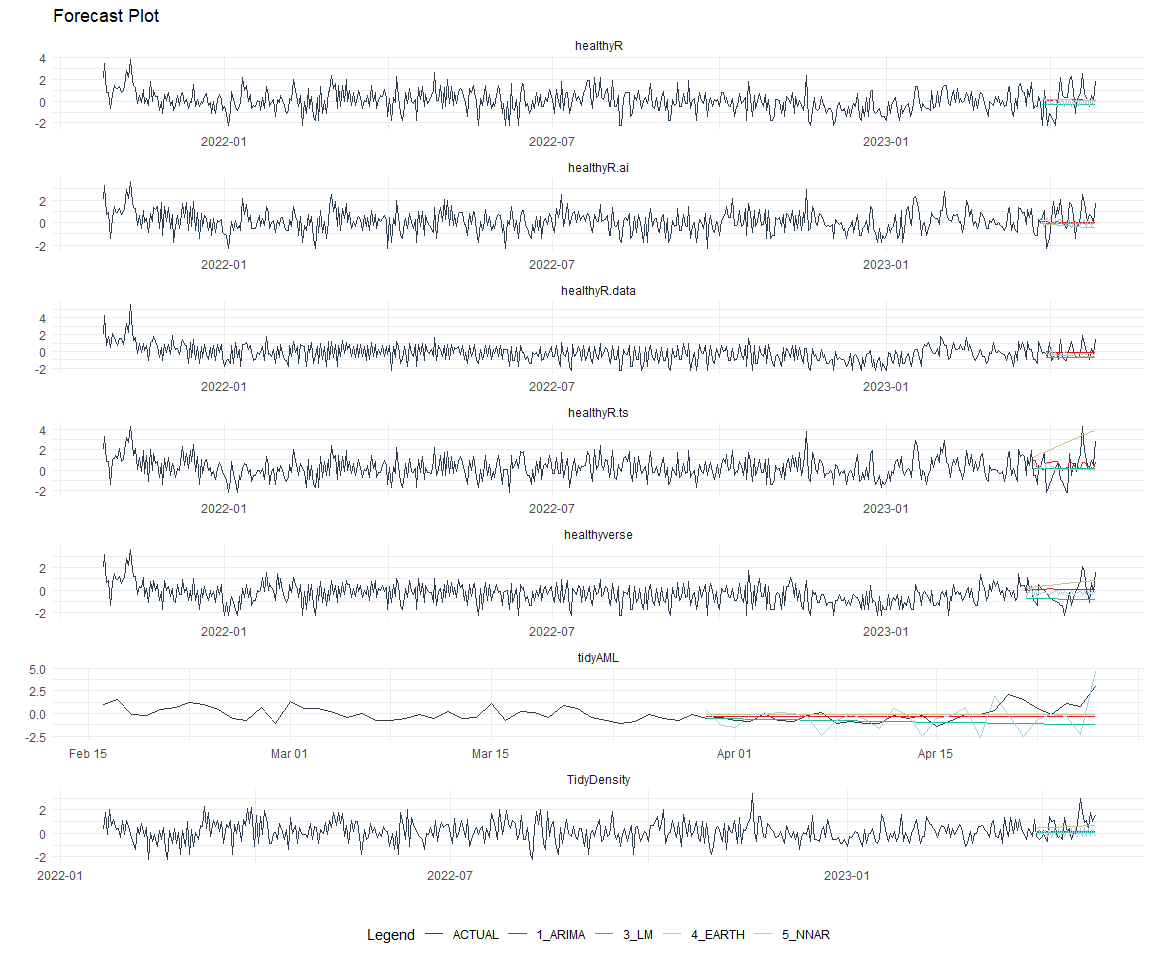 Forecast Plot
healthyR
4
2
0
-2
2022-01 2022-07 2023-01
healthyR.ai
2
0
-2
2022-01 2022-07 2023-01
healthyR.data
4
2
0
-2
2022-01 2022-07 2023-01
healthyR.ts
4
2
0
-2
2022-01 2022-07 2023-01
healthyverse
2
0
-2
2022-01 2022-07 2023-01
tidyAML
5.0
2.5
0.0
-2.5
Feb 15 Mar 01 Mar 15 Apr 01 Apr 15
TidyDensity
2
0
-2
2022-01 2022-07 2023-01
Legend ACTUAL 1_ARIMA 3_LM 4_EARTH 5_NNAR